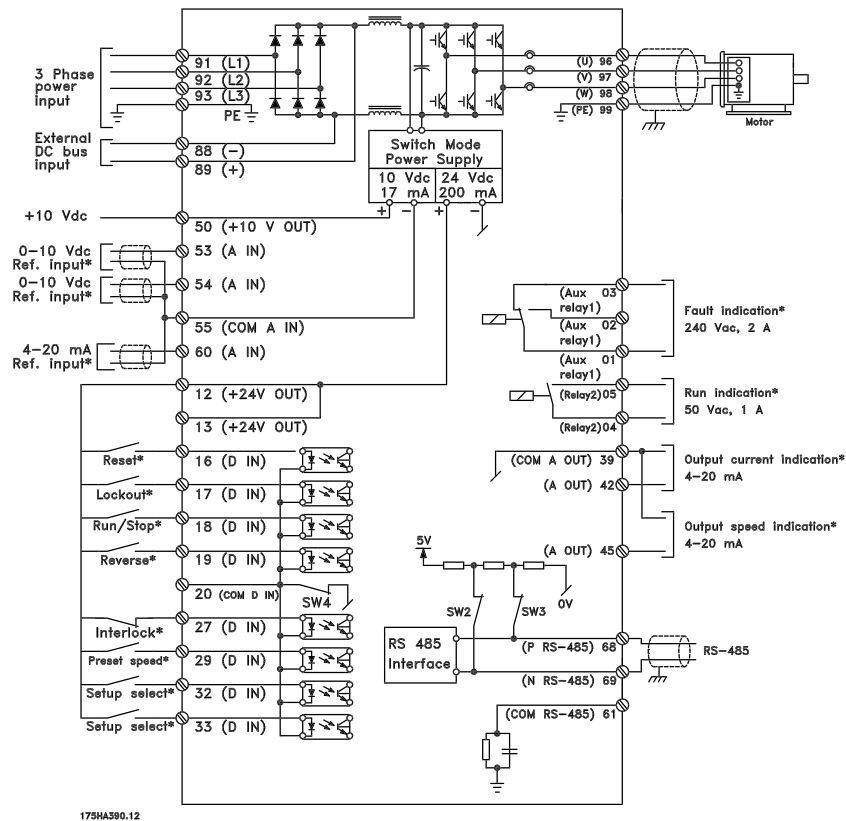 3 Phase
power
input
91 (L1)
92 (L2)
93 (L3)
PE
External
DC bus
input
88 (-)
89 (+)
Switch Mode
Power Supply
10 Vdc
17 mA
24 Vdc
200 mA
+ - + -
(U) 96
(V) 97
(W) 98
(PE) 99
Motor
+10 Vdc
50 (+10 V OUT)
0-10 Vdc
Ref. input*
53 (A IN)
0-10 Vdc
Ref. input*
54 (A IN)
55 (COM A IN)
4-20 mA
Ref. input*
60 (A IN)
12 (+24V OUT)
13 (+24V OUT)
Reset*
16 (D IN)
Lockout*
17 (D IN)
Run/Stop*
18 (D IN)
Reverse*
19 (D IN)
20 (COM D IN)
SW4
Interlock*
27 (D IN)
Preset speed*
29 (D IN)
Setup select*
32 (D IN)
Setup select*
33 (D IN)
(Aux 03
relay1)
(Aux 02
relay1)
(Aux 01
relay1)
Fault indication*
240 Vac, 2 A
(Relay2)05
(Relay2)04
Run indication*
50 Vac, 1 A
(COM A OUT) 39
(A OUT) 42
Output current indication*
4-20 mA
Output speed indication*
4-20 mA
(A OUT) 45
5V
0V
SW2
SW3
RS 485
Interface
(P RS-485) 68
RS-485
(N RS-485) 69
(COM RS-485) 61
175HA390.12